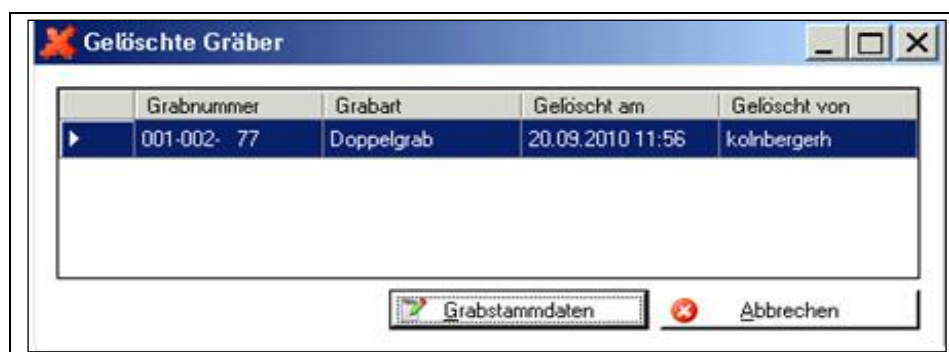 Gelöschte Gräber
Grabnummer Grabart Gelöscht am Gelöscht von
001-002- 77 Doppelgrab 20.09.2010 11:56 kolnbergerh
Grabstammdaten Abbrechen